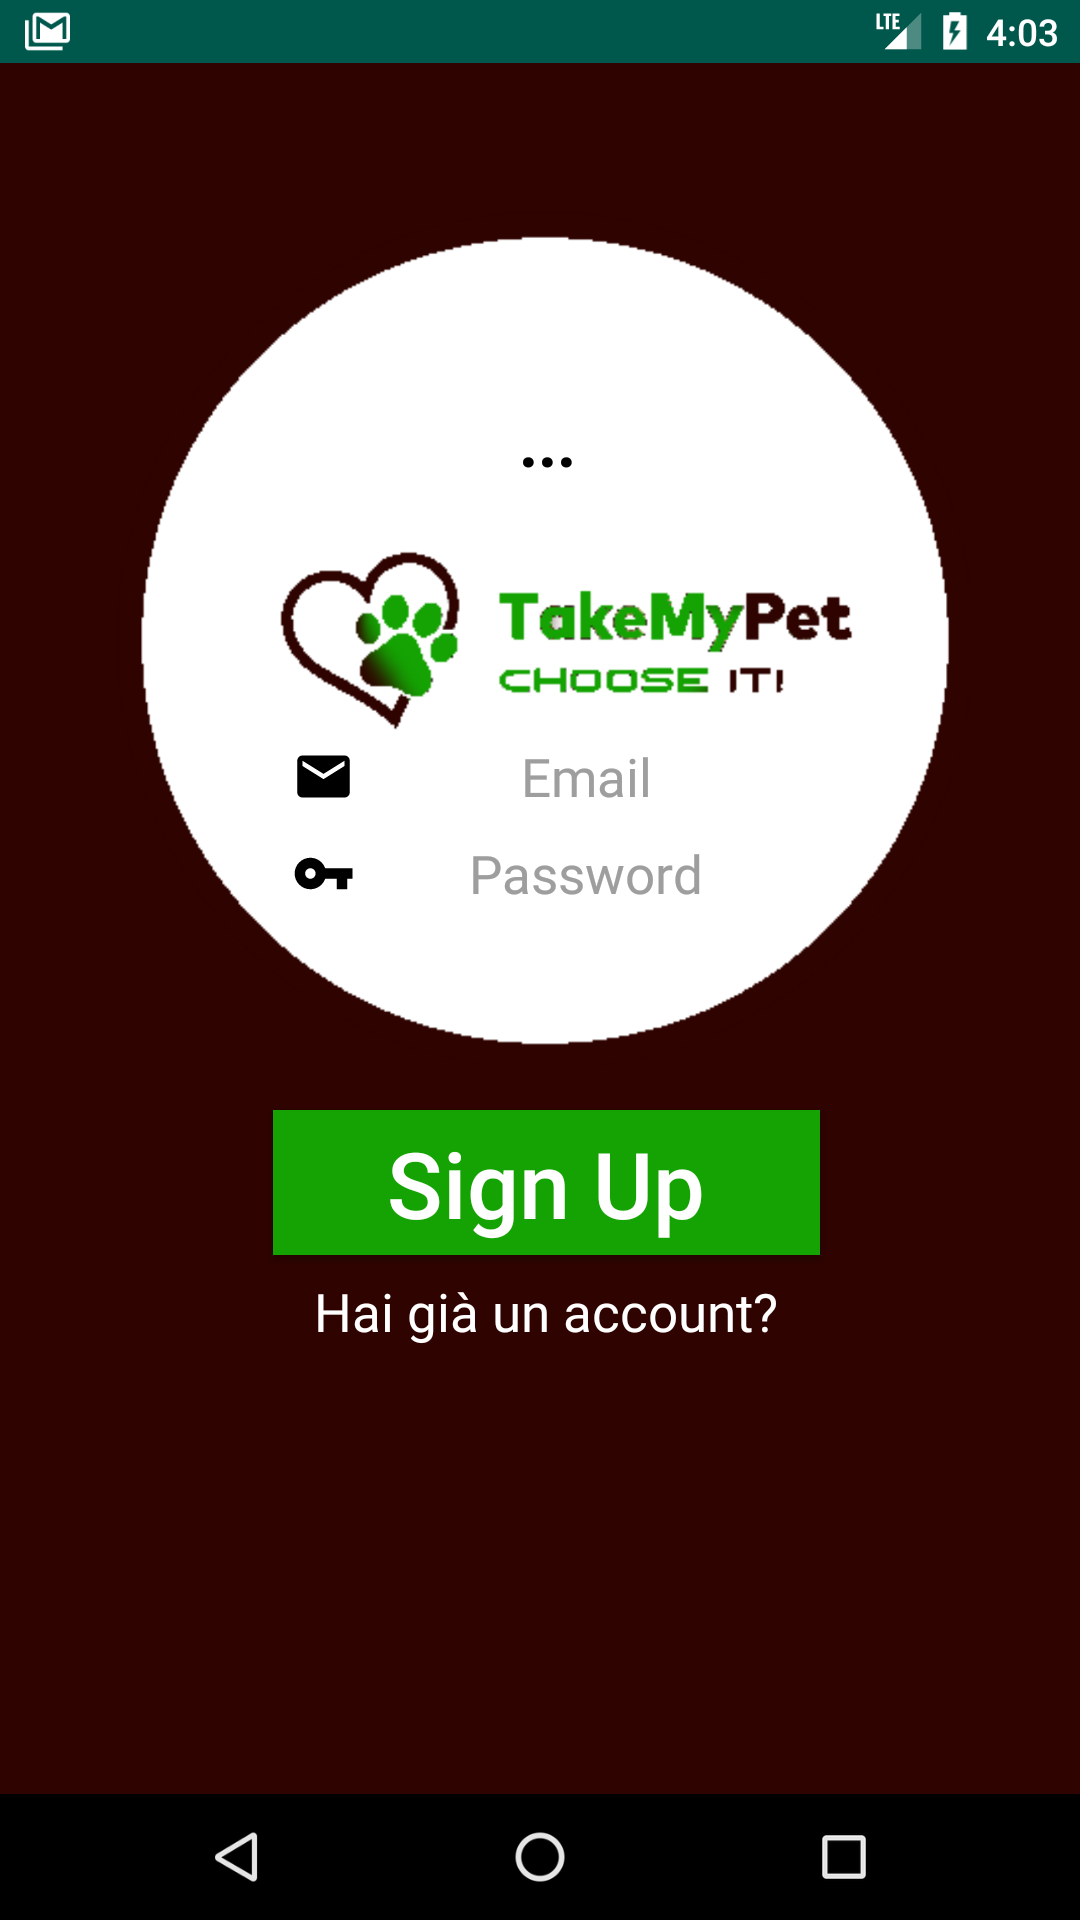 LTE 4:03
...
TakeMyPet
CHOOSE IT!
Email
Password
Sign Up
Hai già un account?